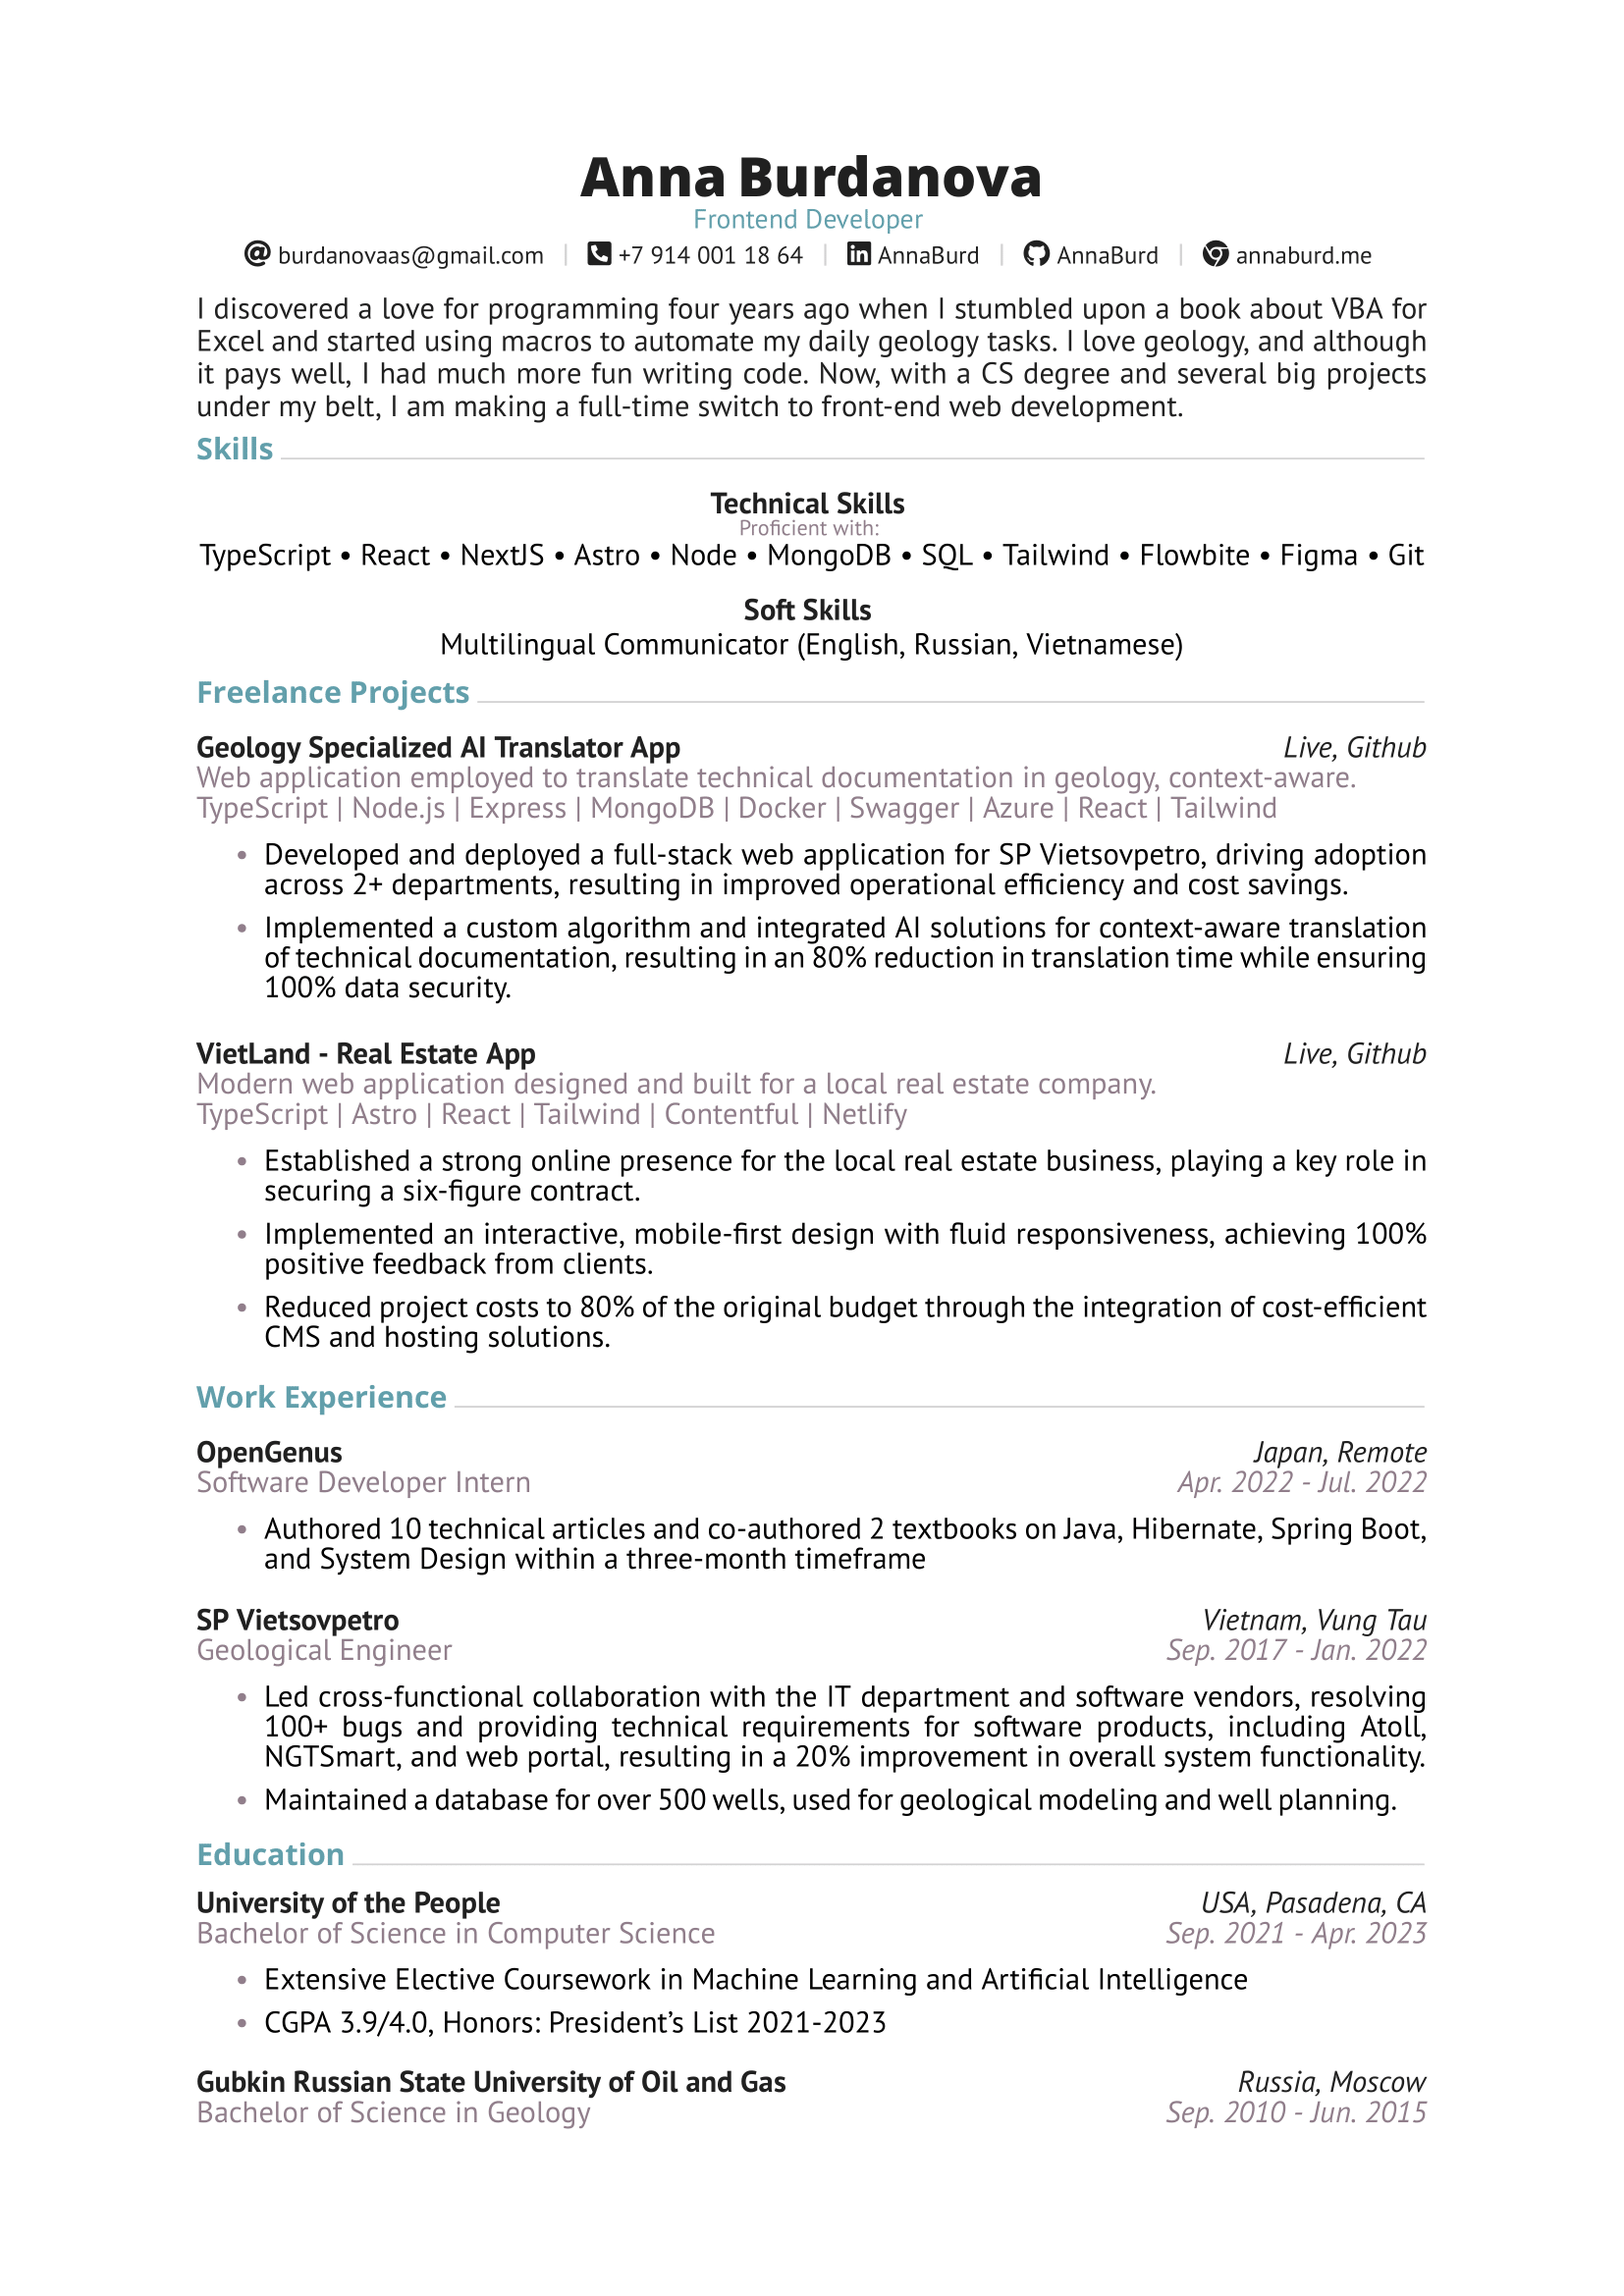 Anna Burdanova
Frontend Developer
burdanovaas@gmail.com | +7 914 001 18 64 | AnnaBurd | AnnaBurd | annaburd.me
I discovered a love for programming four years ago when I stumbled upon a book about VBA for
Excel and started using macros to automate my daily geology tasks. I love geology, and although
it pays well, I had much more fun writing code. Now, with a CS degree and several big projects
under my belt, I am making a full-time switch to front-end web development.
Skills
Technical Skills
Proficient with:
TypeScript • React • NextJS • Astro • Node • MongoDB • SQL • Tailwind • Flowbite • Figma • Git
Soft Skills
Multilingual Communicator (English, Russian, Vietnamese)
Freelance Projects
Geology Specialized AI Translator App Live, Github
Web application employed to translate technical documentation in geology, context-aware.
TypeScript | Node.js | Express | MongoDB | Docker | Swagger | Azure | React | Tailwind
• Developed and deployed a full-stack web application for SP Vietsovpetro, driving adoption
across 2+ departments, resulting in improved operational efficiency and cost savings.
• Implemented a custom algorithm and integrated AI solutions for context-aware translation
of technical documentation, resulting in an 80% reduction in translation time while ensuring
100% data security.
VietLand - Real Estate App Live, Github
Modern web application designed and built for a local real estate company.
TypeScript | Astro | React | Tailwind | Contentful | Netlify
• Established a strong online presence for the local real estate business, playing a key role in
securing a six-figure contract.
• Implemented an interactive, mobile-first design with fluid responsiveness, achieving 100%
positive feedback from clients.
• Reduced project costs to 80% of the original budget through the integration of cost-efficient
CMS and hosting solutions.
Work Experience
OpenGenus Japan, Remote
Software Developer Intern Apr. 2022 - Jul. 2022
• Authored 10 technical articles and co-authored 2 textbooks on Java, Hibernate, Spring Boot,
and System Design within a three-month timeframe
SP Vietsovpetro Vietnam, Vung Tau
Geological Engineer Sep. 2017 - Jan. 2022
• Led cross-functional collaboration with the IT department and software vendors, resolving
100+ bugs and providing technical requirements for software products, including Atoll,
NGTSmart, and web portal, resulting in a 20% improvement in overall system functionality.
• Maintained a database for over 500 wells, used for geological modeling and well planning.
Education
University of the People USA, Pasadena, CA
Bachelor of Science in Computer Science Sep. 2021 - Apr. 2023
• Extensive Elective Coursework in Machine Learning and Artificial Intelligence
• CGPA 3.9/4.0, Honors: President's List 2021-2023
Gubkin Russian State University of Oil and Gas Russia, Moscow
Bachelor of Science in Geology Sep. 2010 - Jun. 2015